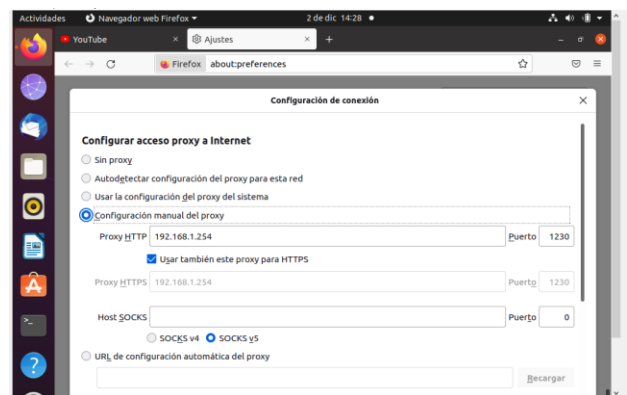 Actividades Navegador web Firefox 2 de dic 14:28
YouTube × Ajustes × +
Firefox about:preferences
Configuración de conexión
Configurar acceso proxy a Internet
Sin proxy
Autodetectar configuración del proxy para esta red
Usar la configuración del proxy del sistema
Configuración manual del proxy
Proxy HTTP 192.168.1.254 Puerto 1230
Usar también este proxy para HTTPS
Proxy HTTPS 192.168.1.254 Puerto 1230
Host SOCKS Puerto 0
SOCKS v4 SOCKS v5
URL de configuración automática del proxy
Recargar